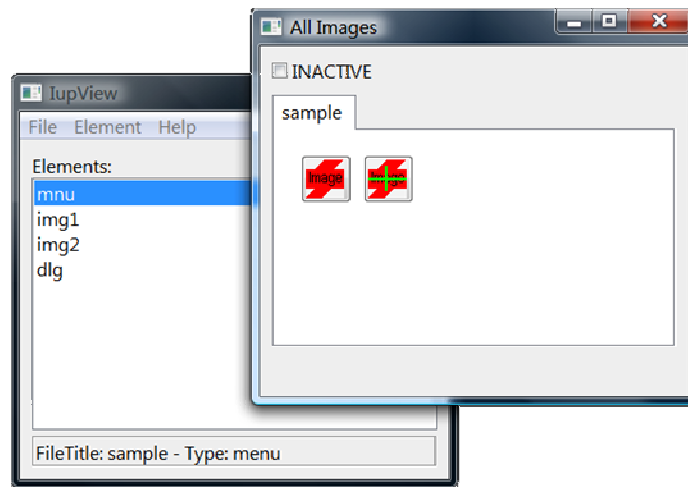 All Images
INACTIVE
sample
Image
IupView
File Element Help
Elements:
mnu
img1
img2
dlg
FileTitle: sample - Type: menu